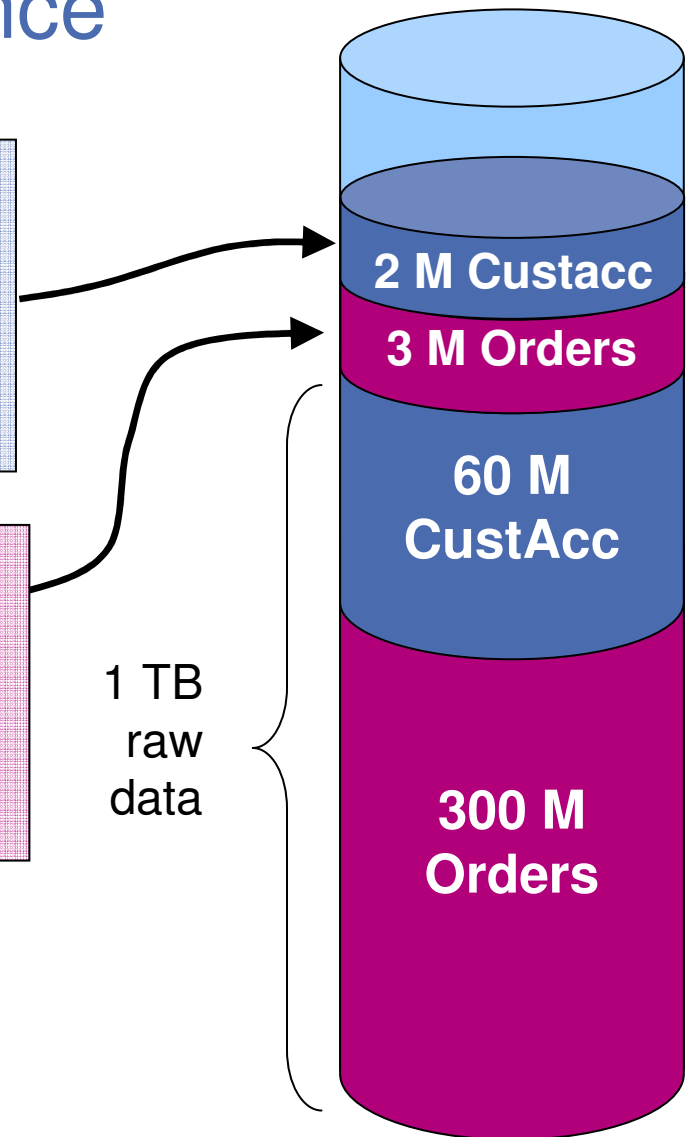 nce
2 M Custacc
3 M Orders
60 M
CustAcc
1 TB
raw
data
300 M
Orders